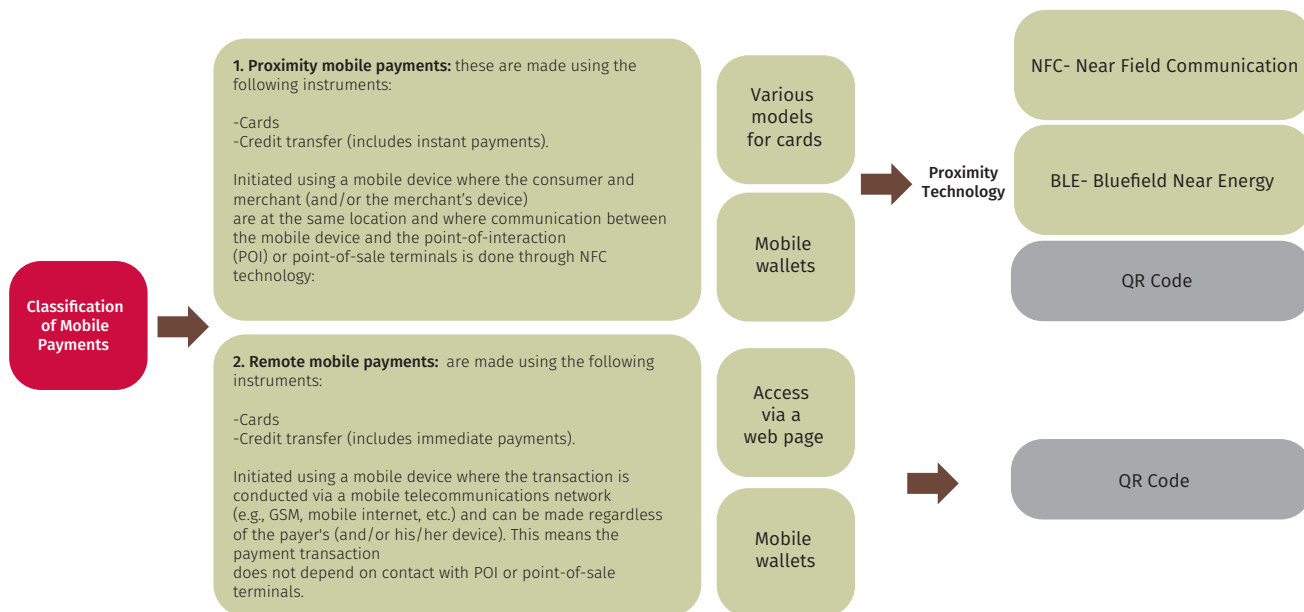 Classification
of Mobile
Payments
1. Proximity mobile payments: these are made using the
following instruments:
-Cards
-Credit transfer (includes instant payments).
Initiated using a mobile device where the consumer and
merchant (and/or the merchant’s device)
are at the same location and where communication between
the mobile device and the point-of-interaction
(POI) or point-of-sale terminals is done through NFC
technology:
Various
models
for cards
Mobile
wallets
Proximity
Technology
NFC- Near Field Communication
BLE- Bluefield Near Energy
QR Code
2. Remote mobile payments: are made using the following
instruments:
-Cards
-Credit transfer (includes immediate payments).
Initiated using a mobile device where the transaction is
conducted via a mobile telecommunications network
(e.g., GSM, mobile internet, etc.) and can be made regardless
of the payer's (and/or his/her device). This means the
payment transaction
does not depend on contact with POI or point-of-sale
terminals.
Access
via a
web page
Mobile
wallets
QR Code